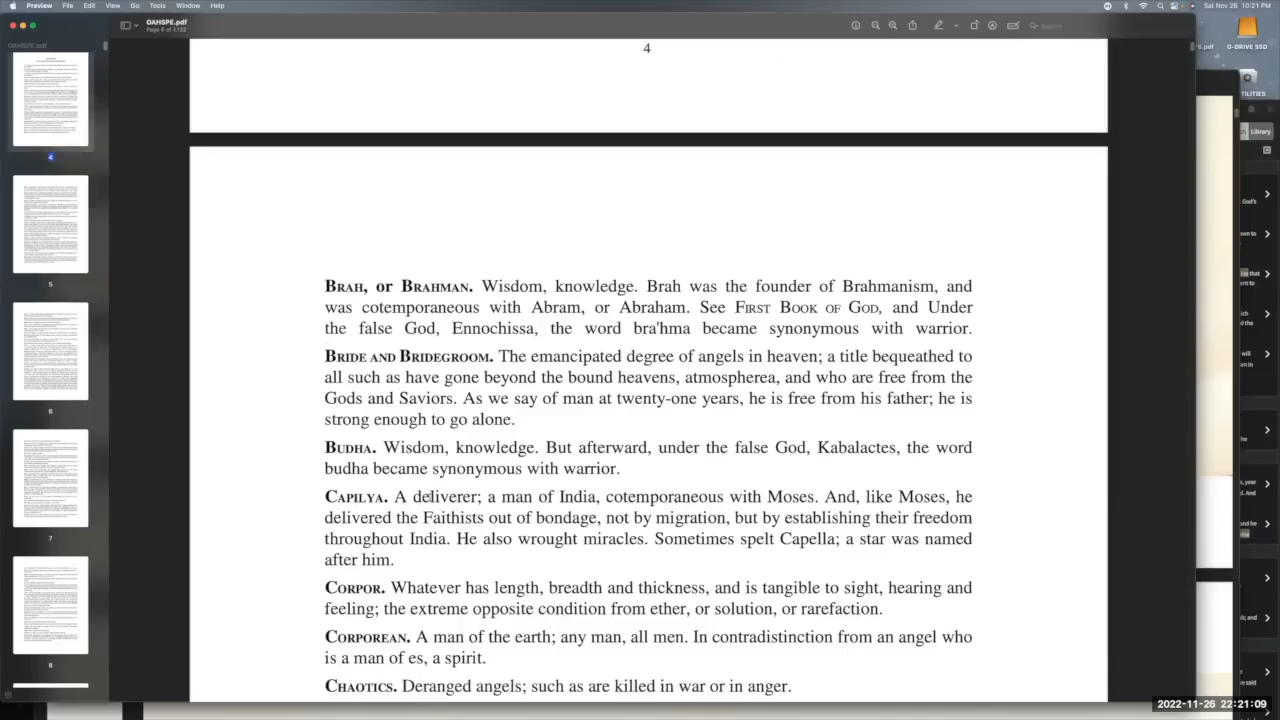 Preview File Edit View Go Tools Window Help
Sat Nov 26 10:21 PM
OAHSPE.pdf
Page 5 of 1,132
Search
OAHSPE.pdf
4
5
6
7
8
5.pdf
G-DRIVE SSD
TILITIES
Library
God's
4
BRAH, or BRAHMAN. Wisdom, knowledge. Brah was the founder of Brahmanism, and
was cotemporaneous with Abram, or Abraham. See FIRST BOOK OF GOD, and Under
the false God, Ennochissa, the word bra'hma became synonymous with warrior.
BRIDE AND BRIDEGROOM. The emancipated degree of angels in heaven; a title bequeathed to
all such as have gone beyond the bound heavens, atmospherea, and who are free from the
Gods and Saviors. As we say of man at twenty-one years, he is free from his father; he is
strong enough to go alone.
BUDHA. Wisdom, knowledge. But afterward, under the false God, Kabalactes, the word
budha became synonymous with warrior.
CAPILYA. A deliverer; a man of India, cotemporaneous with Moses. And, like Moses, he
delivered the Faithists out of bondage, not by migration, but by establishing their freedom
throughout India. He also wrought miracles. Sometimes spelt Capella; a star was named
after him.
CORPOR. Whatever has length, breadth and thickness, and is tangible to sight, hearing and
feeling; the extreme opposite condition from ether, or solution or rarefaction.
CORPOREAN. A man of the earth; any man, all men. In contradistinction from an angel who
is a man of es, a spirit.
CHAOTICS. Deranged angels; such as are killed in war or in anger.
2022-11-26 22:21:09